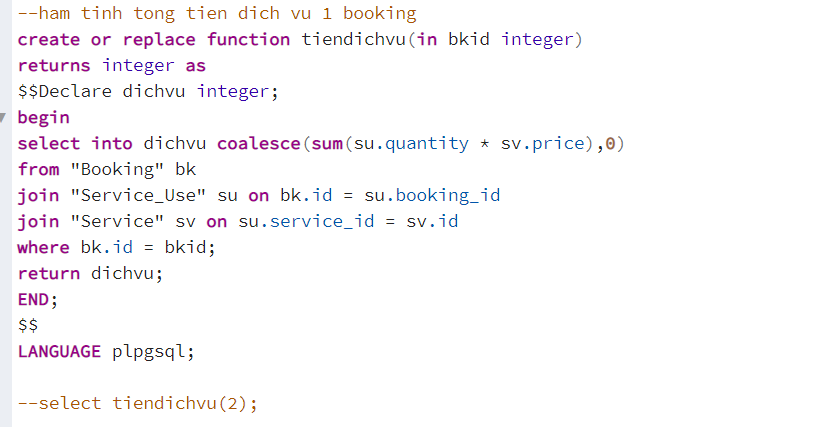 --ham tinh tong tien dich vu 1 booking
create or replace function tiendichvu(in bkid integer)
returns integer as
$$Declare dichvu integer;
begin
select into dichvu coalesce(sum(su.quantity * sv.price),0)
from "Booking" bk
join "Service_Use" su on bk.id = su.booking_id
join "Service" sv on su.service_id = sv.id
where bk.id = bkid;
return dichvu;
END;
$$
LANGUAGE plpgsql;
--select tiendichvu(2);